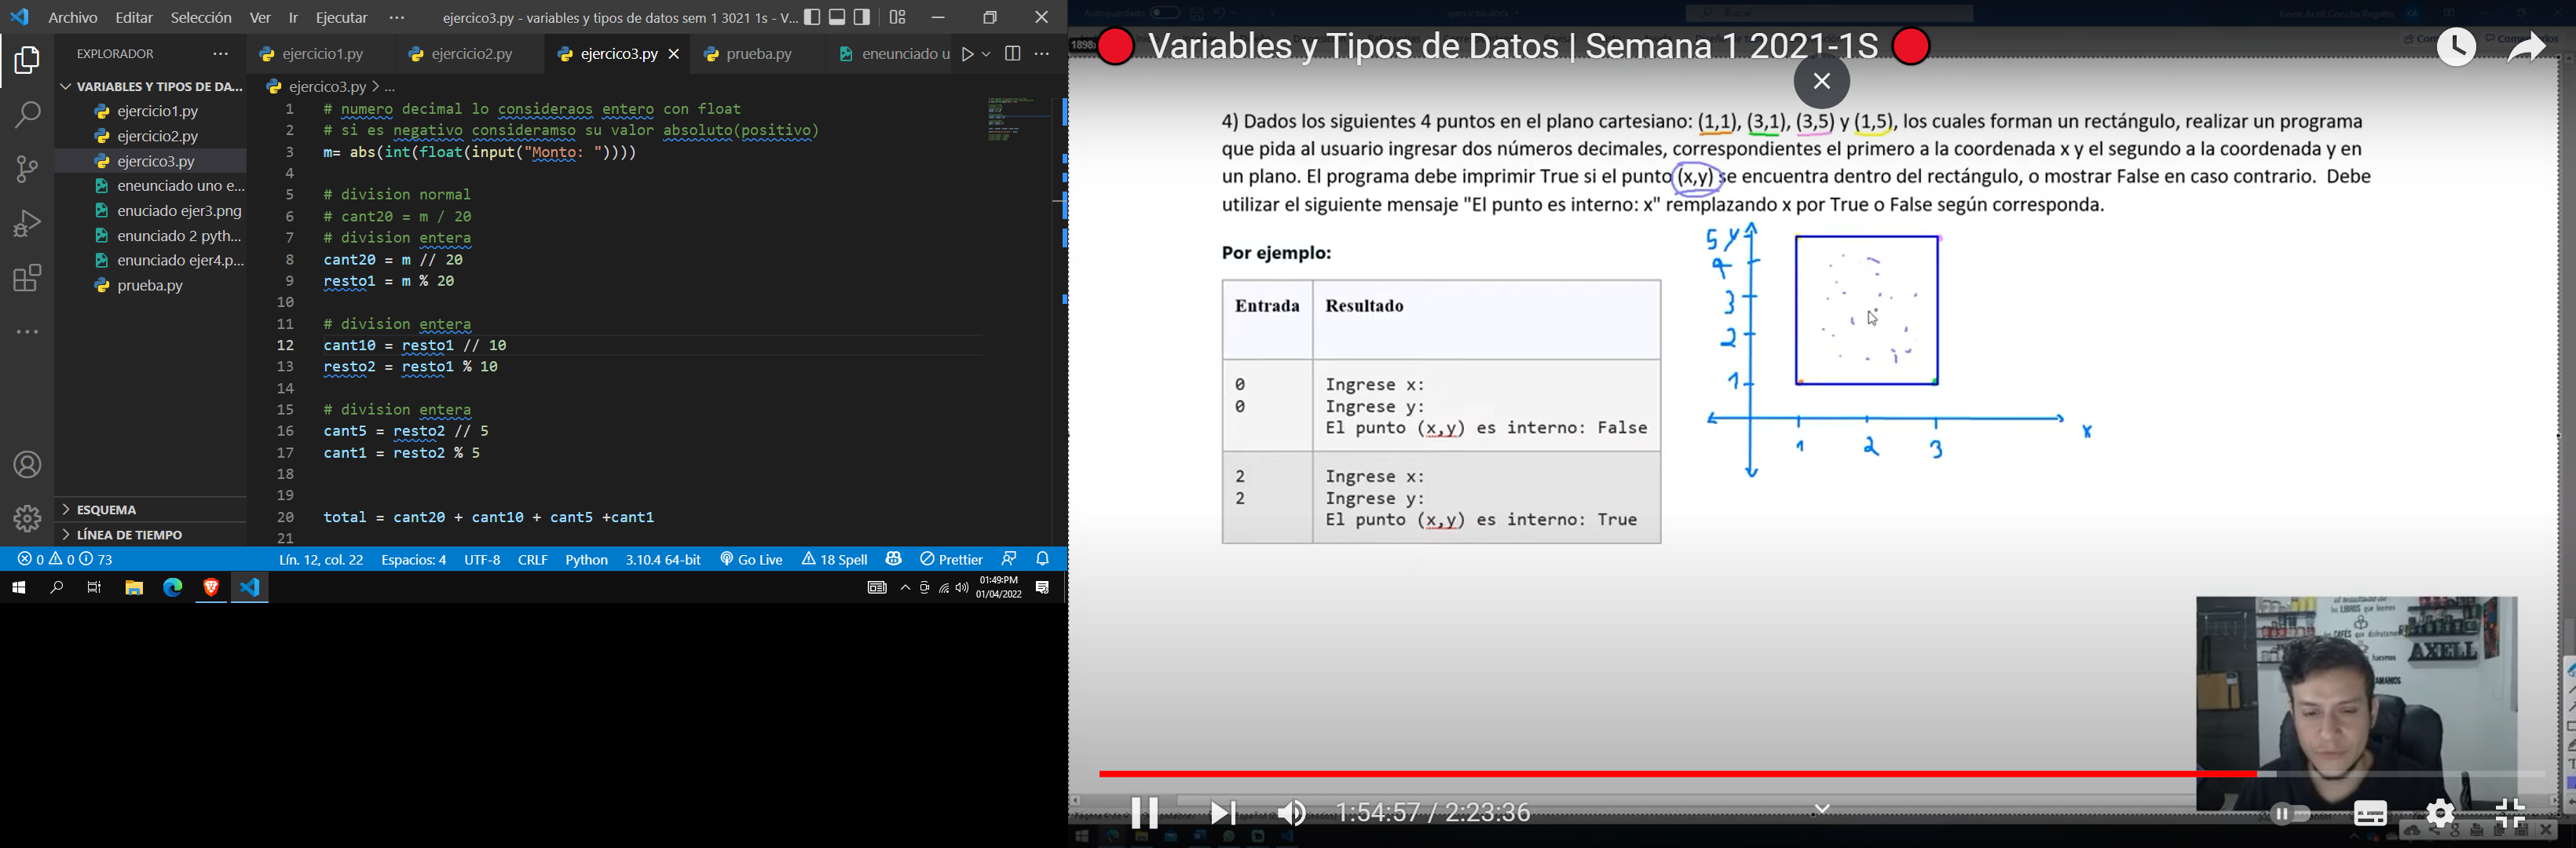 Archivo Editar Selección Ver Ir Ejecutar ··· ejercico3.py - variables y tipos de datos sem 1 3021 1s - V...
EXPLORADOR ···
VARIABLES Y TIPOS DE DA...
ejercicio1.py
ejercicio2.py
ejercico3.py
eneunciado uno e...
enuciado ejer3.png
enunciado 2 pyth...
enunciado ejer4.p...
prueba.py
ESQUEMA
LÍNEA DE TIEMPO
ejercicio1.py ejercicio2.py ejercico3.py prueba.py eneunciado u
ejercico3.py > ...
1 # numero decimal lo consideraos entero con float
2 # si es negativo consideramso su valor absoluto(positivo)
3 m= abs(int(float(input("Monto: "))))
4
5 # division normal
6 # cant20 = m / 20
7 # division entera
8 cant20 = m // 20
9 resto1 = m % 20
10
11 # division entera
12 cant10 = resto1 // 10
13 resto2 = resto1 % 10
14
15 # division entera
16 cant5 = resto2 // 5
17 cant1 = resto2 % 5
18
19
20 total = cant20 + cant10 + cant5 +cant1
21
0 0 73 Lín. 12, col. 22 Espacios: 4 UTF-8 CRLF Python 3.10.4 64-bit Go Live 18 Spell Prettier
01:49:PM
01/04/2022
Variables y Tipos de Datos | Semana 1 2021-1S
4) Dados los siguientes 4 puntos en el plano cartesiano: (1,1), (3,1), (3,5) y (1,5), los cuales forman un rectángulo, realizar un programa
que pida al usuario ingresar dos números decimales, correspondientes el primero a la coordenada x y el segundo a la coordenada y en
un plano. El programa debe imprimir True si el punto (x,y) se encuentra dentro del rectángulo, o mostrar False en caso contrario. Debe
utilizar el siguiente mensaje "El punto es interno: x" remplazando x por True o False según corresponda.
Por ejemplo:
Entrada Resultado
0 Ingrese x:
0 Ingrese y:
El punto (x,y) es interno: False
2 Ingrese x:
2 Ingrese y:
El punto (x,y) es interno: True
5 y
4
3
2
1
x
1 2 3
los LIBROS que leemos
AXELL
1:54:57 / 2:23:36